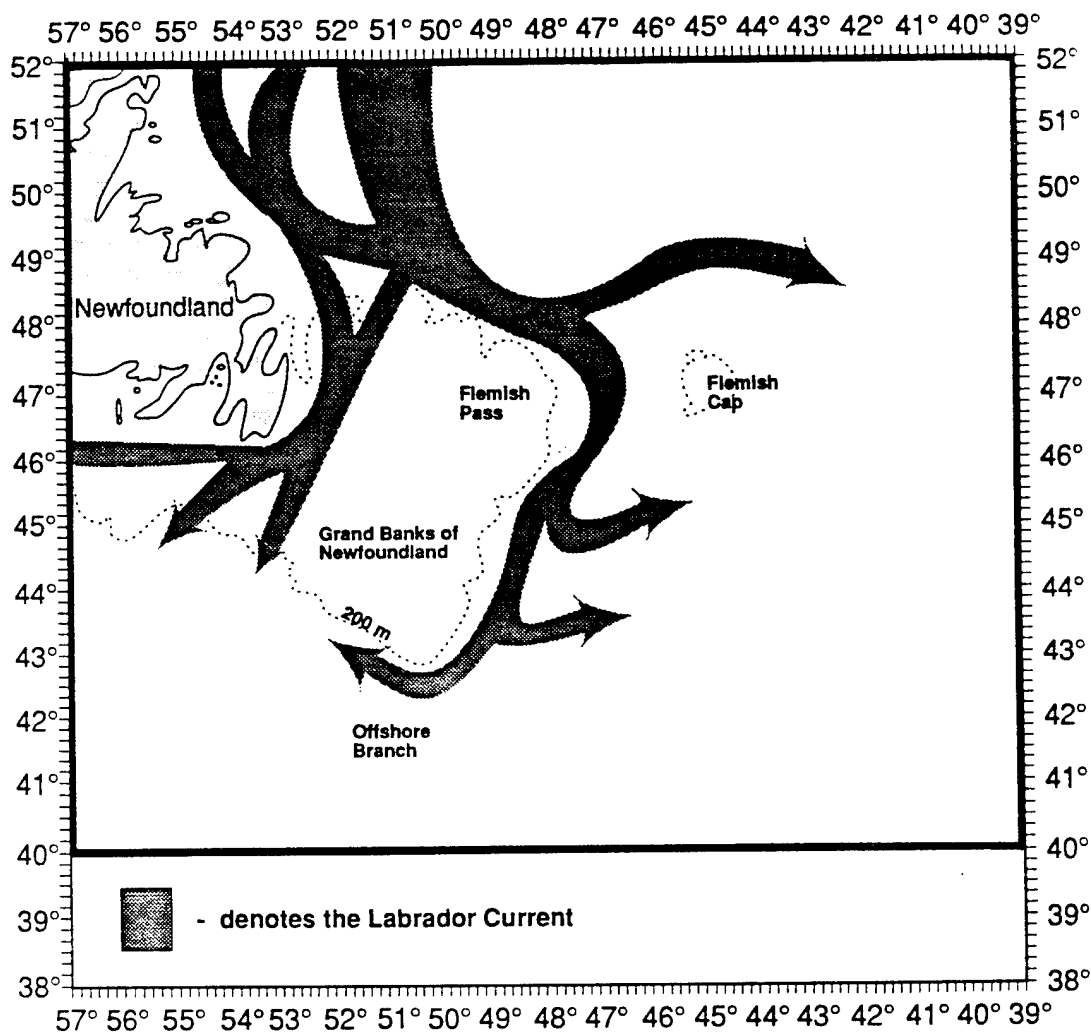 57° 56° 55° 54° 53° 52° 51° 50° 49° 48° 47° 46° 45° 44° 43° 42° 41° 40° 39°
52° 52°
51° 51°
50° 50°
49° 49°
Newfoundland
48° 48°
Flemish
Pass
Flemish
Cap
47° 47°
46° 46°
45° 45°
Grand Banks of
Newfoundland
44° 44°
200 m
43° 43°
42° 42°
Offshore
Branch
41° 41°
40° 40°
- denotes the Labrador Current
39° 39°
38° 38°
57° 56° 55° 54° 53° 52° 51° 50° 49° 48° 47° 46° 45° 44° 43° 42° 41° 40° 39°